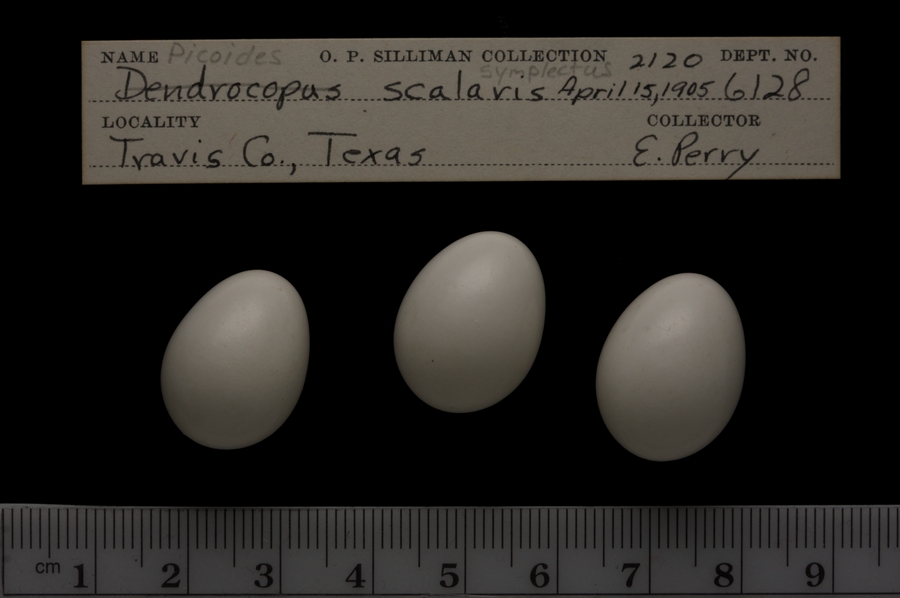 NAME Picoides O. P. SILLIMAN COLLECTION 2120 DEPT. NO.
symplectus
Dendrocopus scalaris April 15, 1905 6128
LOCALITY COLLECTOR
Travis Co., Texas E. Perry
cm 1 2 3 4 5 6 7 8 9